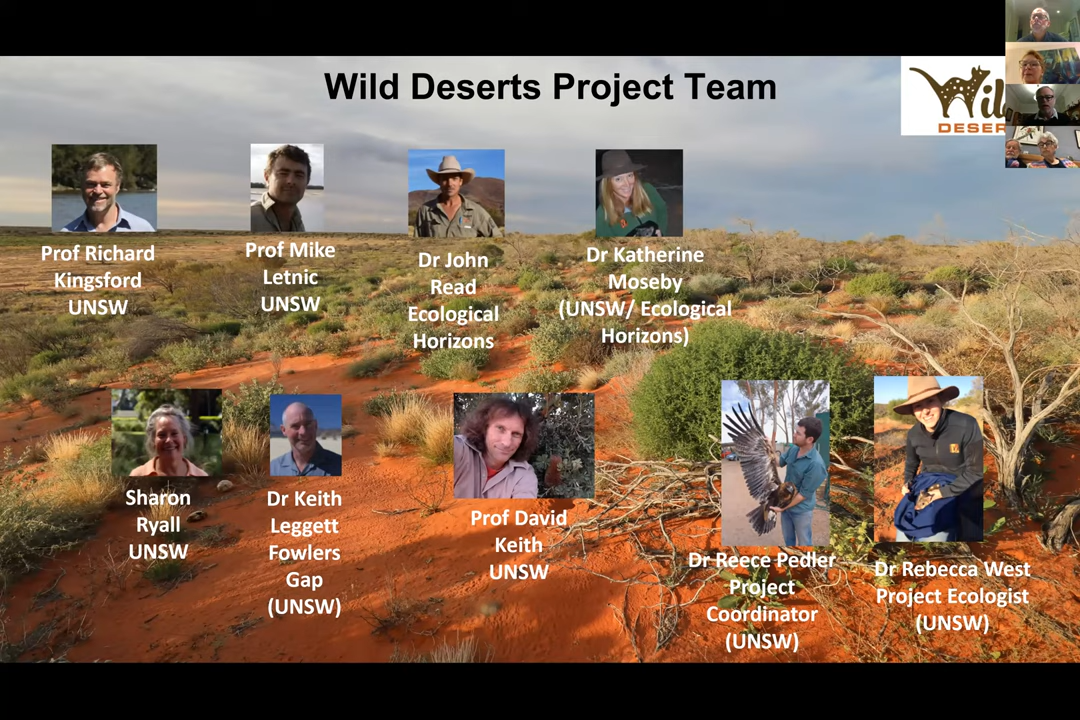 Wild Deserts Project Team
DESER
Prof Richard
Kingsford
UNSW
Prof Mike
Letnic
UNSW
Dr John
Read
Ecological
Horizons
Dr Katherine
Moseby
(UNSW/ Ecological
Horizons)
Sharon
Ryall
UNSW
Dr Keith
Leggett
Fowlers
Gap
(UNSW)
Prof David
Keith
UNSW
Dr Reece Pedler
Project
Coordinator
(UNSW)
Dr Rebecca West
Project Ecologist
(UNSW)